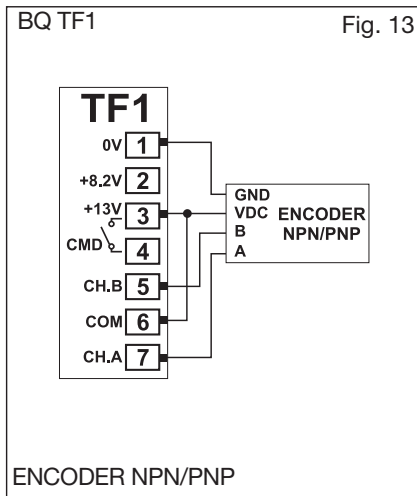 BQ TF1 Fig. 13
TF1
0V 1
+8.2V 2
+13V 3
CMD 4
CH.B 5
COM 6
CH.A 7
GND
VDC ENCODER
B NPN/PNP
A
ENCODER NPN/PNP